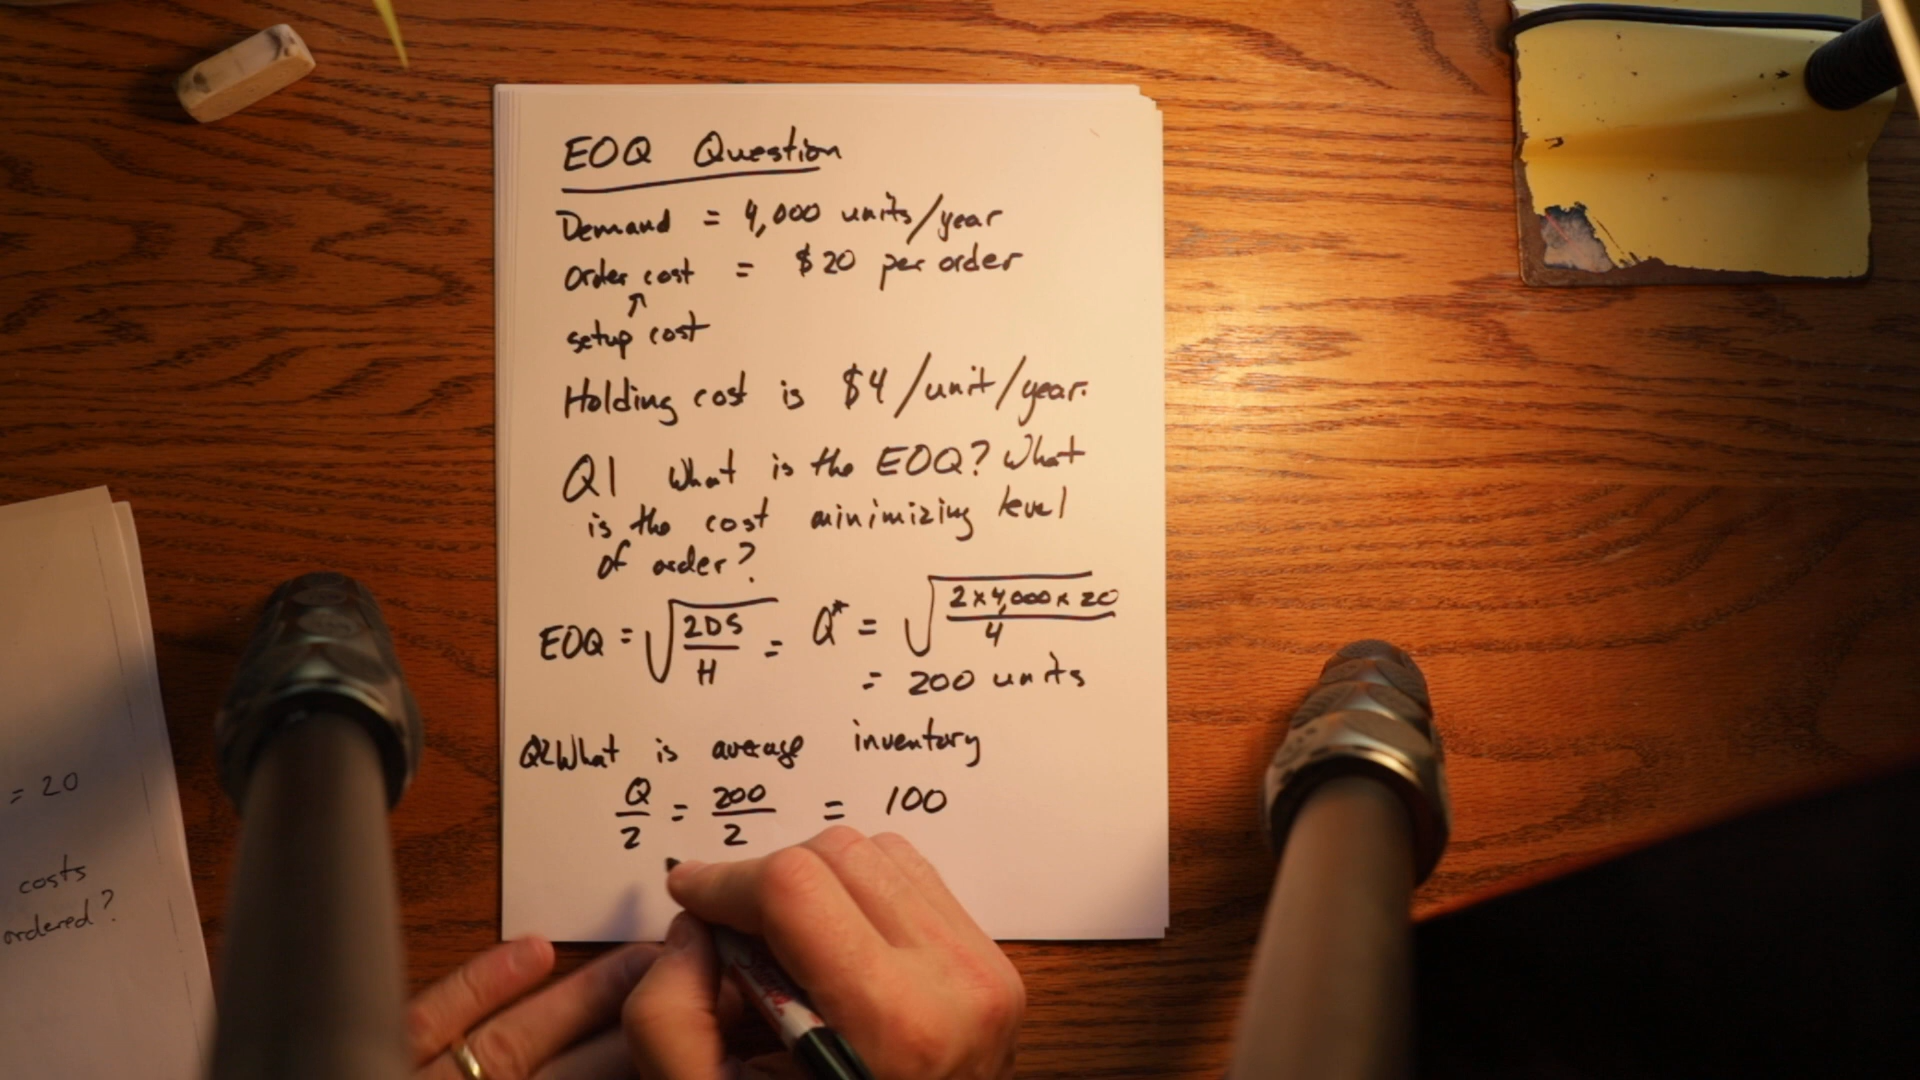 EOQ Question
Demand = 4,000 units/year
Order cost = $20 per order
↑
setup cost
Holding cost is $4/unit/year.
Q1 What is the EOQ? What
is the cost minimizing level
of order?
EOQ = √(2DS/H) = Q* = √(2×4,000×20/4)
= 200 units
Q2 What is average inventory
Q/2 = 200/2 = 100
= 20
costs
ordered?